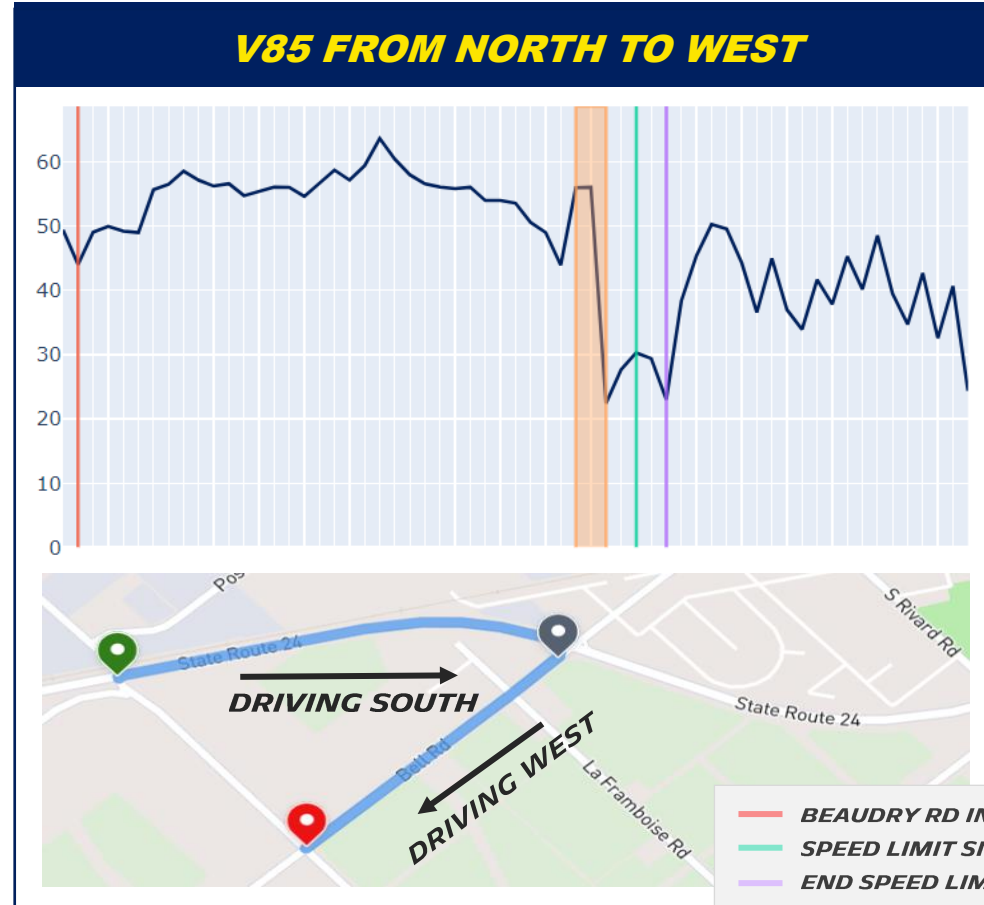 V85 FROM NORTH TO WEST
60
50
40
30
20
10
0
Pos
State Route 24
S Rivard Rd
DRIVING SOUTH
State Route 24
DRIVING WEST
Bell Rd
La Framboise Rd
BEAUDRY RD IN
SPEED LIMIT SI
END SPEED LIM